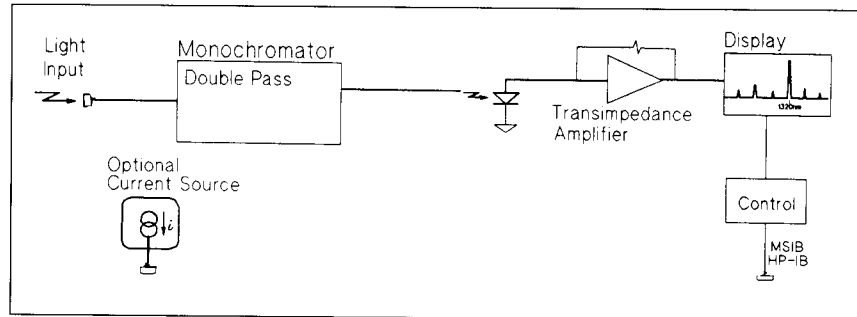 Light
Input
Monochromator
Double Pass
Display
1320nm
Transimpedance
Amplifier
Optional
Current Source
i
Control
MSIB
HP-IB